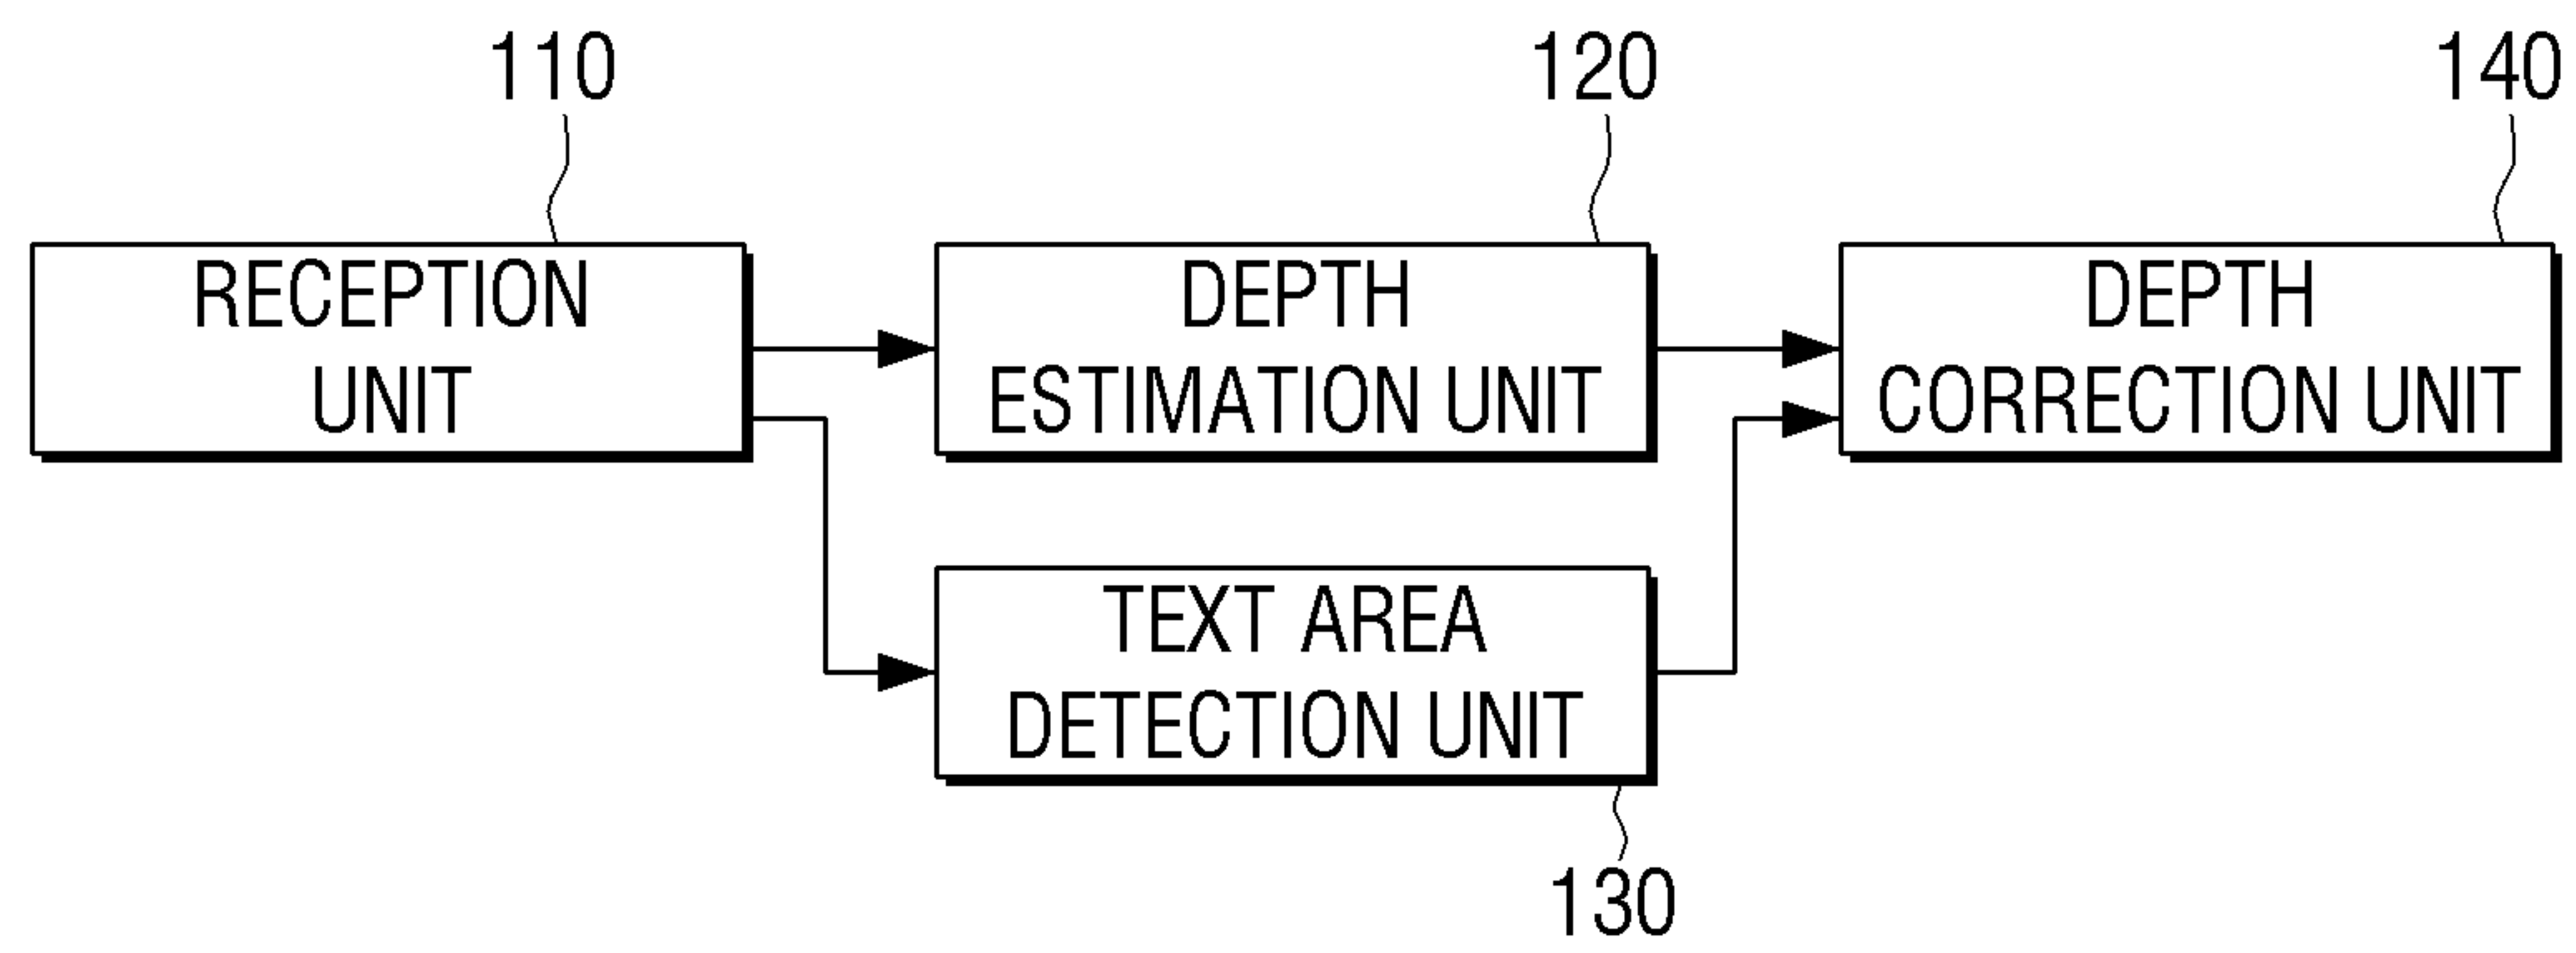 110
120
140
RECEPTION
UNIT
DEPTH
ESTIMATION UNIT
DEPTH
CORRECTION UNIT
TEXT AREA
DETECTION UNIT
130